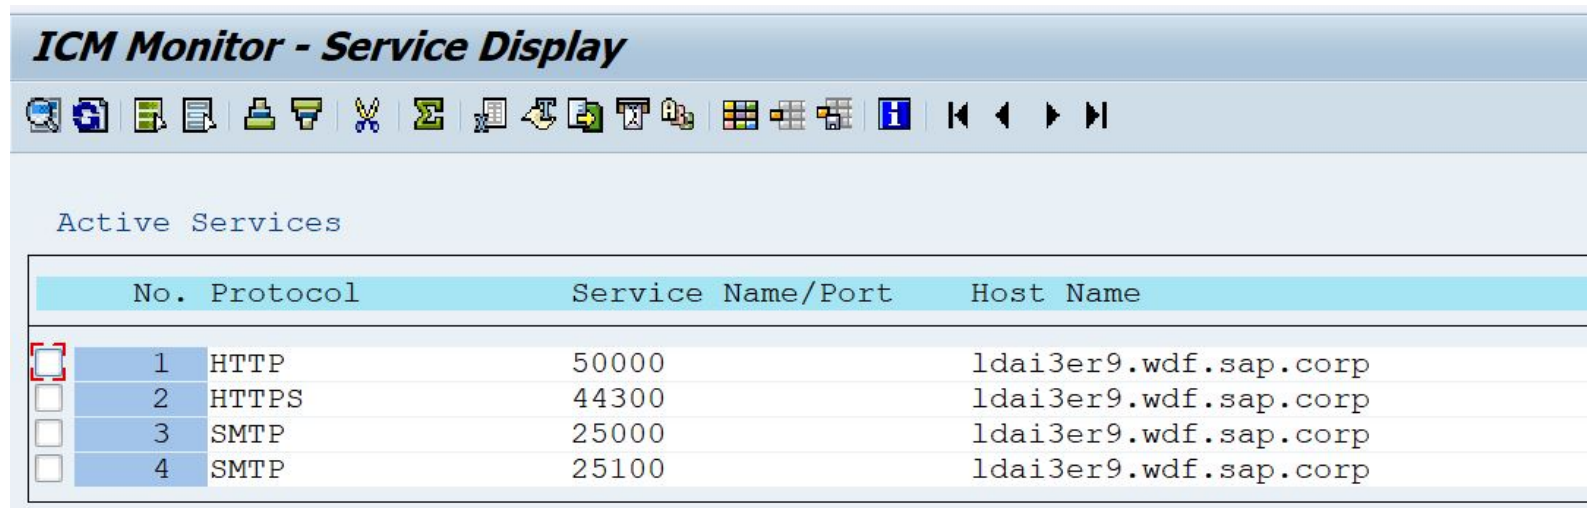 ICM Monitor - Service Display
Active Services
No. Protocol Service Name/Port Host Name
1 HTTP 50000 ldai3er9.wdf.sap.corp
2 HTTPS 44300 ldai3er9.wdf.sap.corp
3 SMTP 25000 ldai3er9.wdf.sap.corp
4 SMTP 25100 ldai3er9.wdf.sap.corp